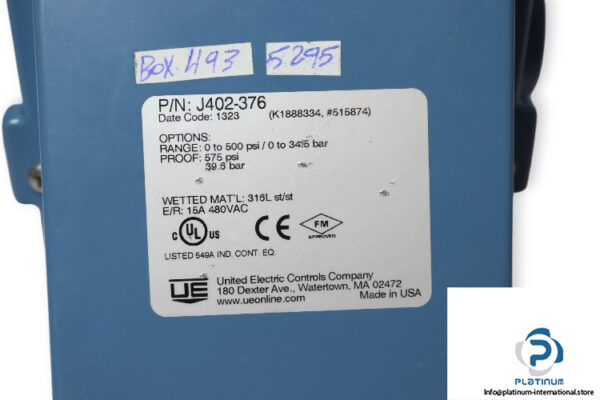 BOX.493 5295
P/N: J402-376
Date Code: 1323 (K1888334, #515874)
OPTIONS:
RANGE: 0 to 500 psi / 0 to 34.5 bar
PROOF: 575 psi
39.6 bar
WETTED MAT'L: 316L st/st
E/R: 15A 480VAC
C UL US CE FM
APPROVED
LISTED 549A IND. CONT. EQ.
UE
United Electric Controls Company
180 Dexter Ave., Watertown, MA 02472
www.ueonline.com Made in USA
PLATINUM
Info@platinum-international.store